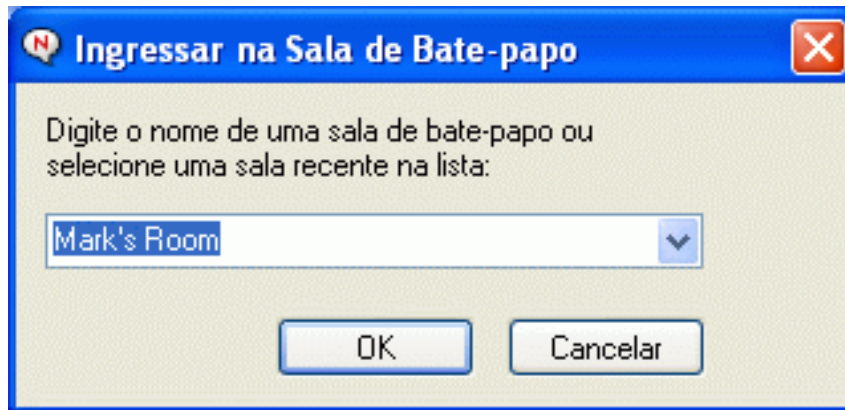 Ingressar na Sala de Bate-papo
Digite o nome de uma sala de bate-papo ou
selecione uma sala recente na lista:
Mark's Room
OK Cancelar